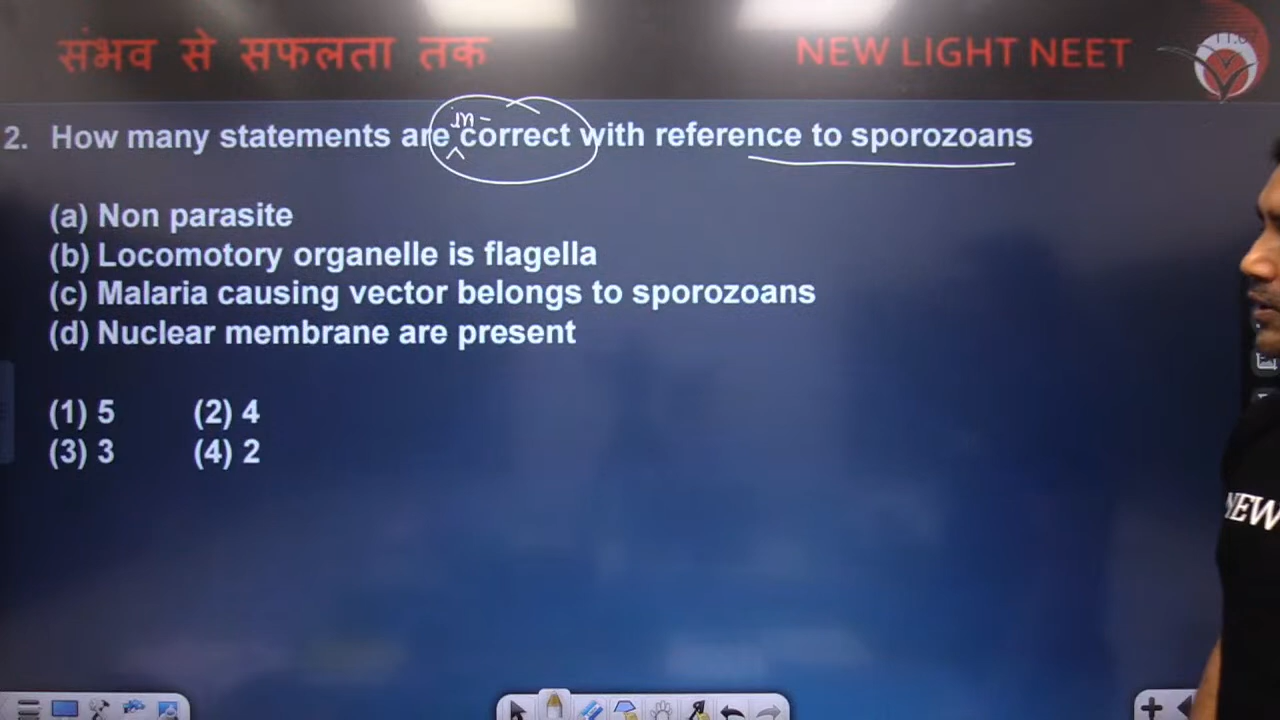 संभव से सफलता तक
NEW LIGHT NEET
in-
2. How many statements are correct with reference to sporozoans
(a) Non parasite
(b) Locomotory organelle is flagella
(c) Malaria causing vector belongs to sporozoans
(d) Nuclear membrane are present
(1) 5 (2) 4
(3) 3 (4) 2
NEW